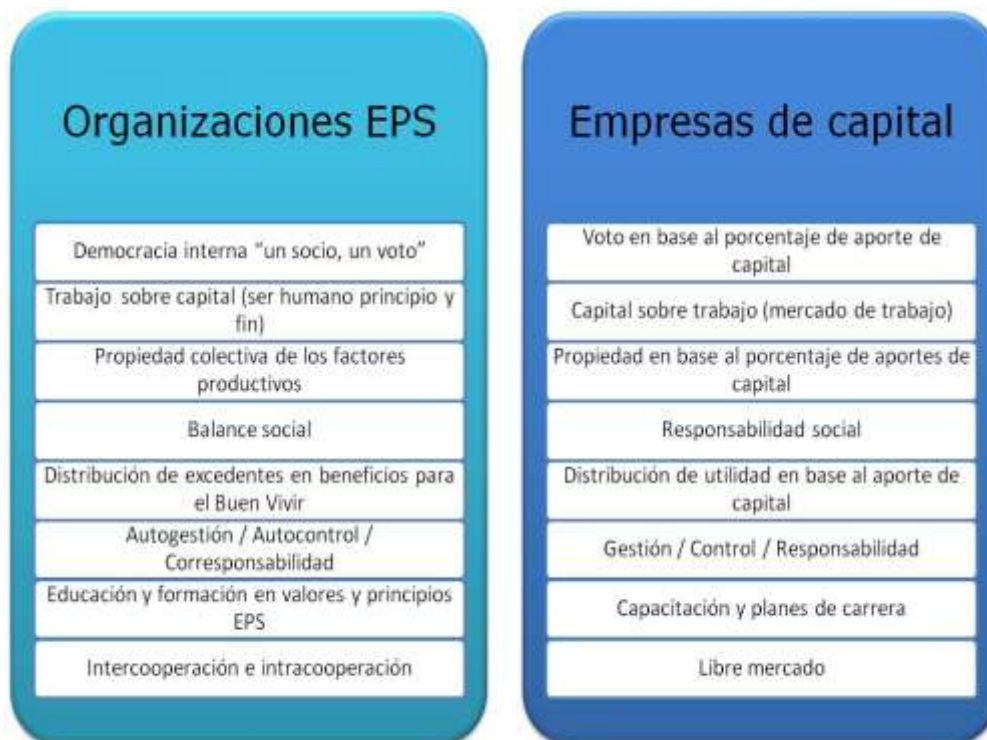 Organizaciones EPS
Democracia interna “un socio, un voto”
Trabajo sobre capital (ser humano principio y
fin)
Propiedad colectiva de los factores
productivos
Balance social
Distribución de excedentes en beneficios para
el Buen Vivir
Autogestión / Autocontrol /
Corresponsabilidad
Educación y formación en valores y principios
EPS
Intercooperación e intracooperación
Empresas de capital
Voto en base al porcentaje de aporte de
capital
Capital sobre trabajo (mercado de trabajo)
Propiedad en base al porcentaje de aportes de
capital
Responsabilidad social
Distribución de utilidad en base al aporte de
capital
Gestión / Control / Responsabilidad
Capacitación y planes de carrera
Libre mercado